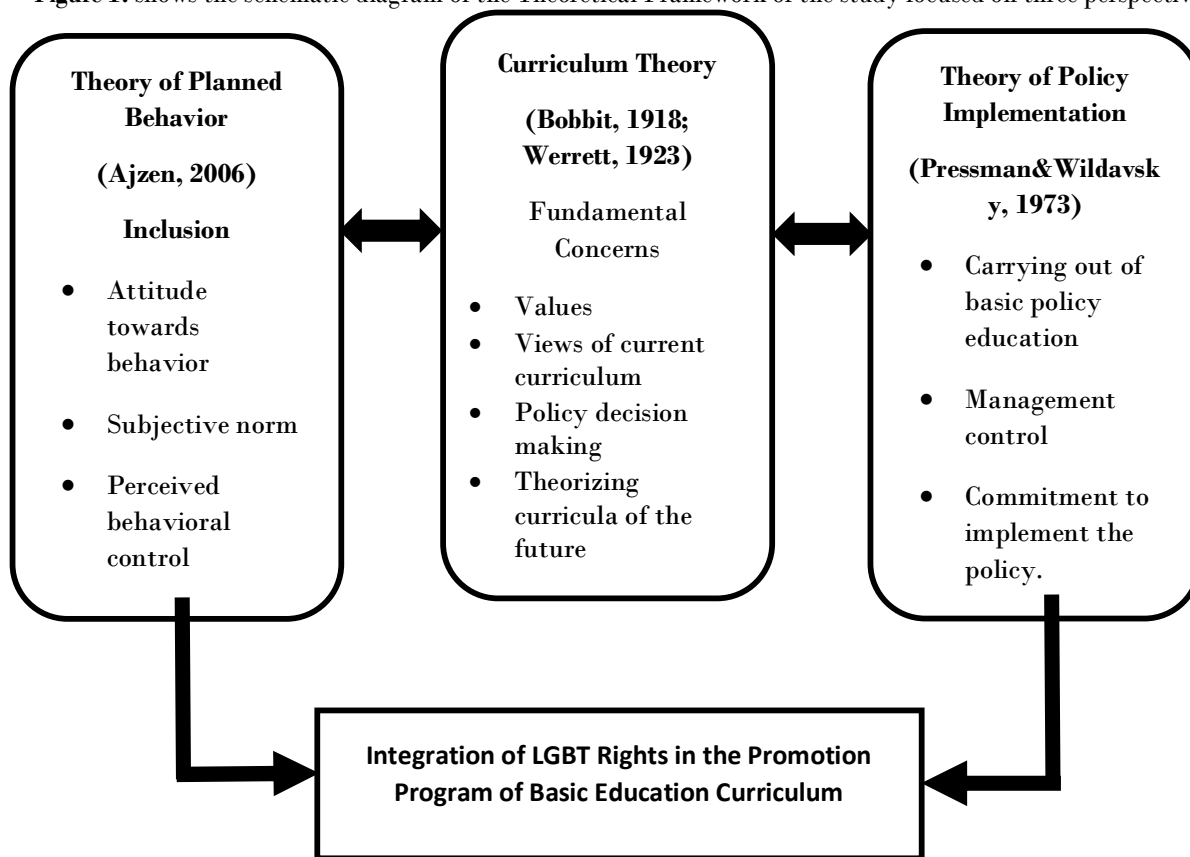 Figure 1. shows the schematic diagram of the Theoretical Framework of the study focused on three
Theory of Planned
Behavior
(Ajzen, 2006)
Inclusion
• Attitude
towards
behavior
• Subjective norm
• Perceived
behavioral
control
Curriculum Theory
(Bobbit, 1918;
Werrett, 1923)
Fundamental
Concerns
• Values
• Views of current
curriculum
• Policy decision
making
• Theorizing
curricula of the
future
Theory of Policy
Implementation
(Pressman&Wildavsk
y, 1973)
• Carrying out of
basic policy
education
• Management
control
• Commitment to
implement the
policy.
Integration of LGBT Rights in the Promotion
Program of Basic Education Curriculum